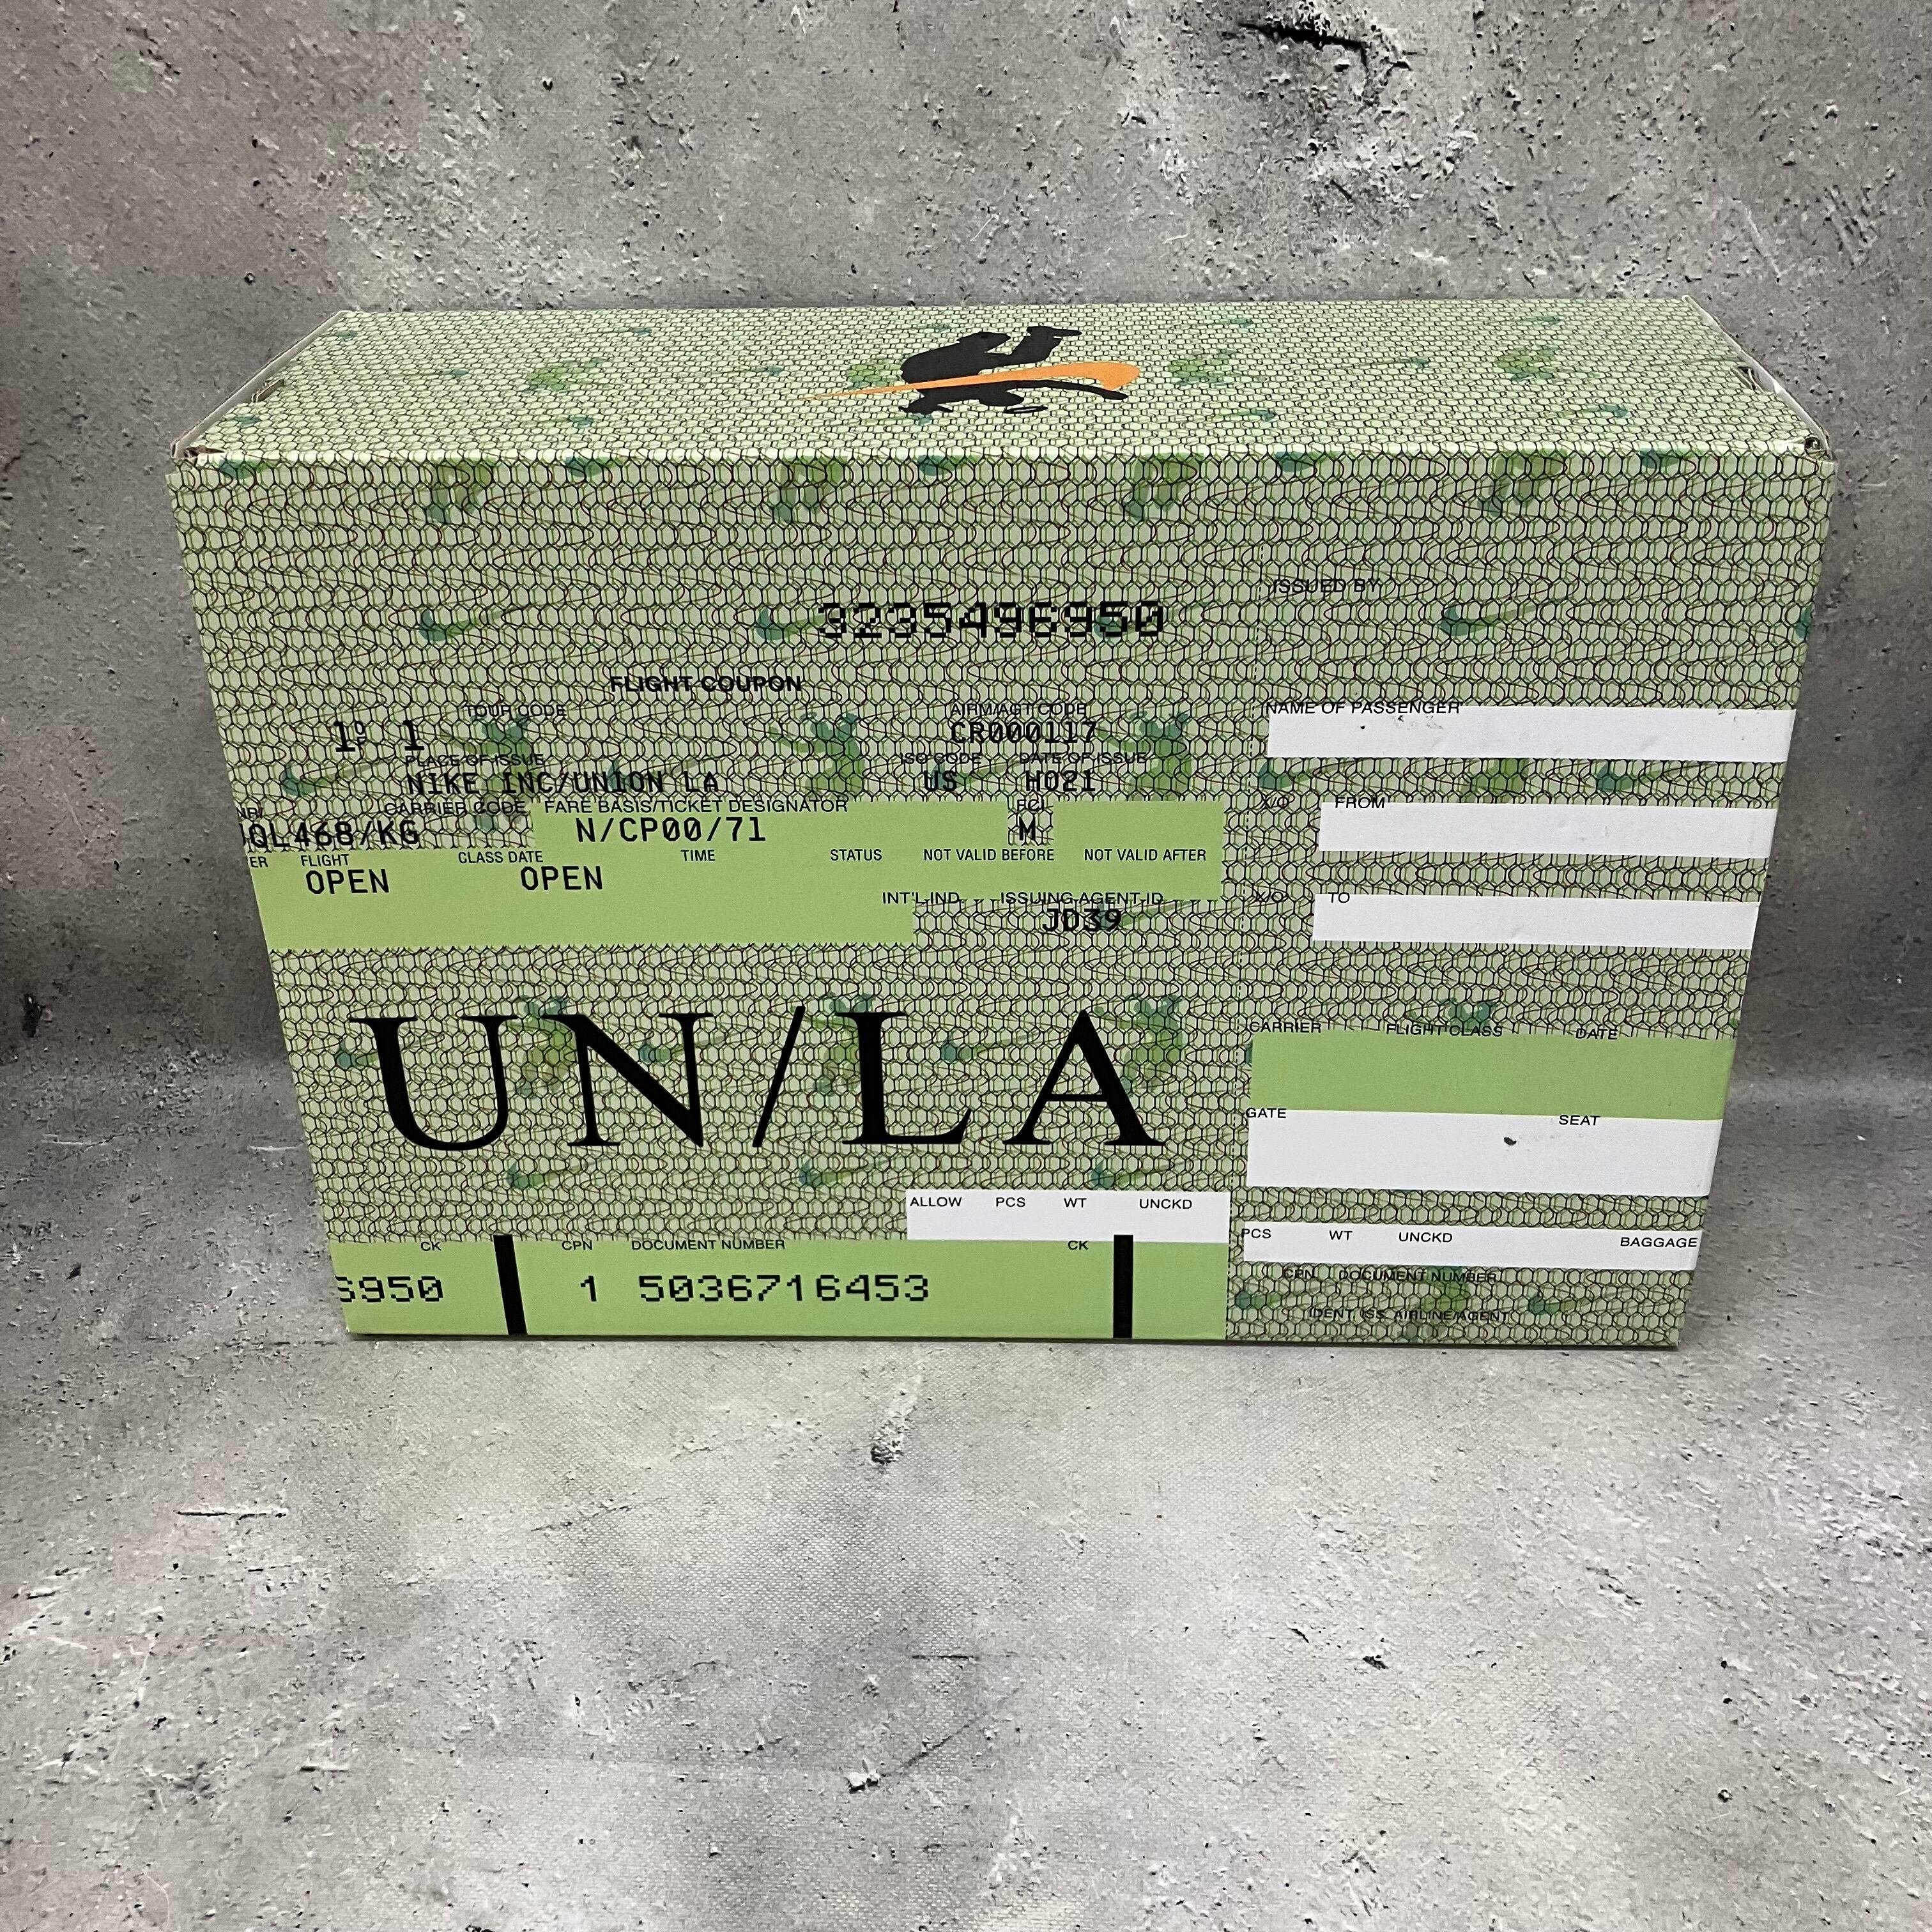 ISSUED BY
3235496950
FLIGHT COUPON
TOUR CODE AIRM/AGT CODE NAME OF PASSENGER
1 OF 1 CR000117
PLACE OF ISSUE ISO CODE DATE OF ISSUE
NIKE INC/UNION LA US H021
CARRIER CODE FARE BASIS/TICKET DESIGNATOR FCI X/O FROM
QL468/KG N/CP00/71 M
ER FLIGHT CLASS DATE TIME STATUS NOT VALID BEFORE NOT VALID AFTER
OPEN OPEN
INT'L IND. ISSUING AGENT ID X/O TO
JD39
UN/LA
CARRIER FLIGHT CLASS DATE
GATE SEAT
ALLOW PCS WT UNCKD
PCS WT UNCKD BAGGAGE
CK CPN DOCUMENT NUMBER CK
6950 1 5036716453
CPN DOCUMENT NUMBER
IDENT ISS. AIRLINE/AGENT